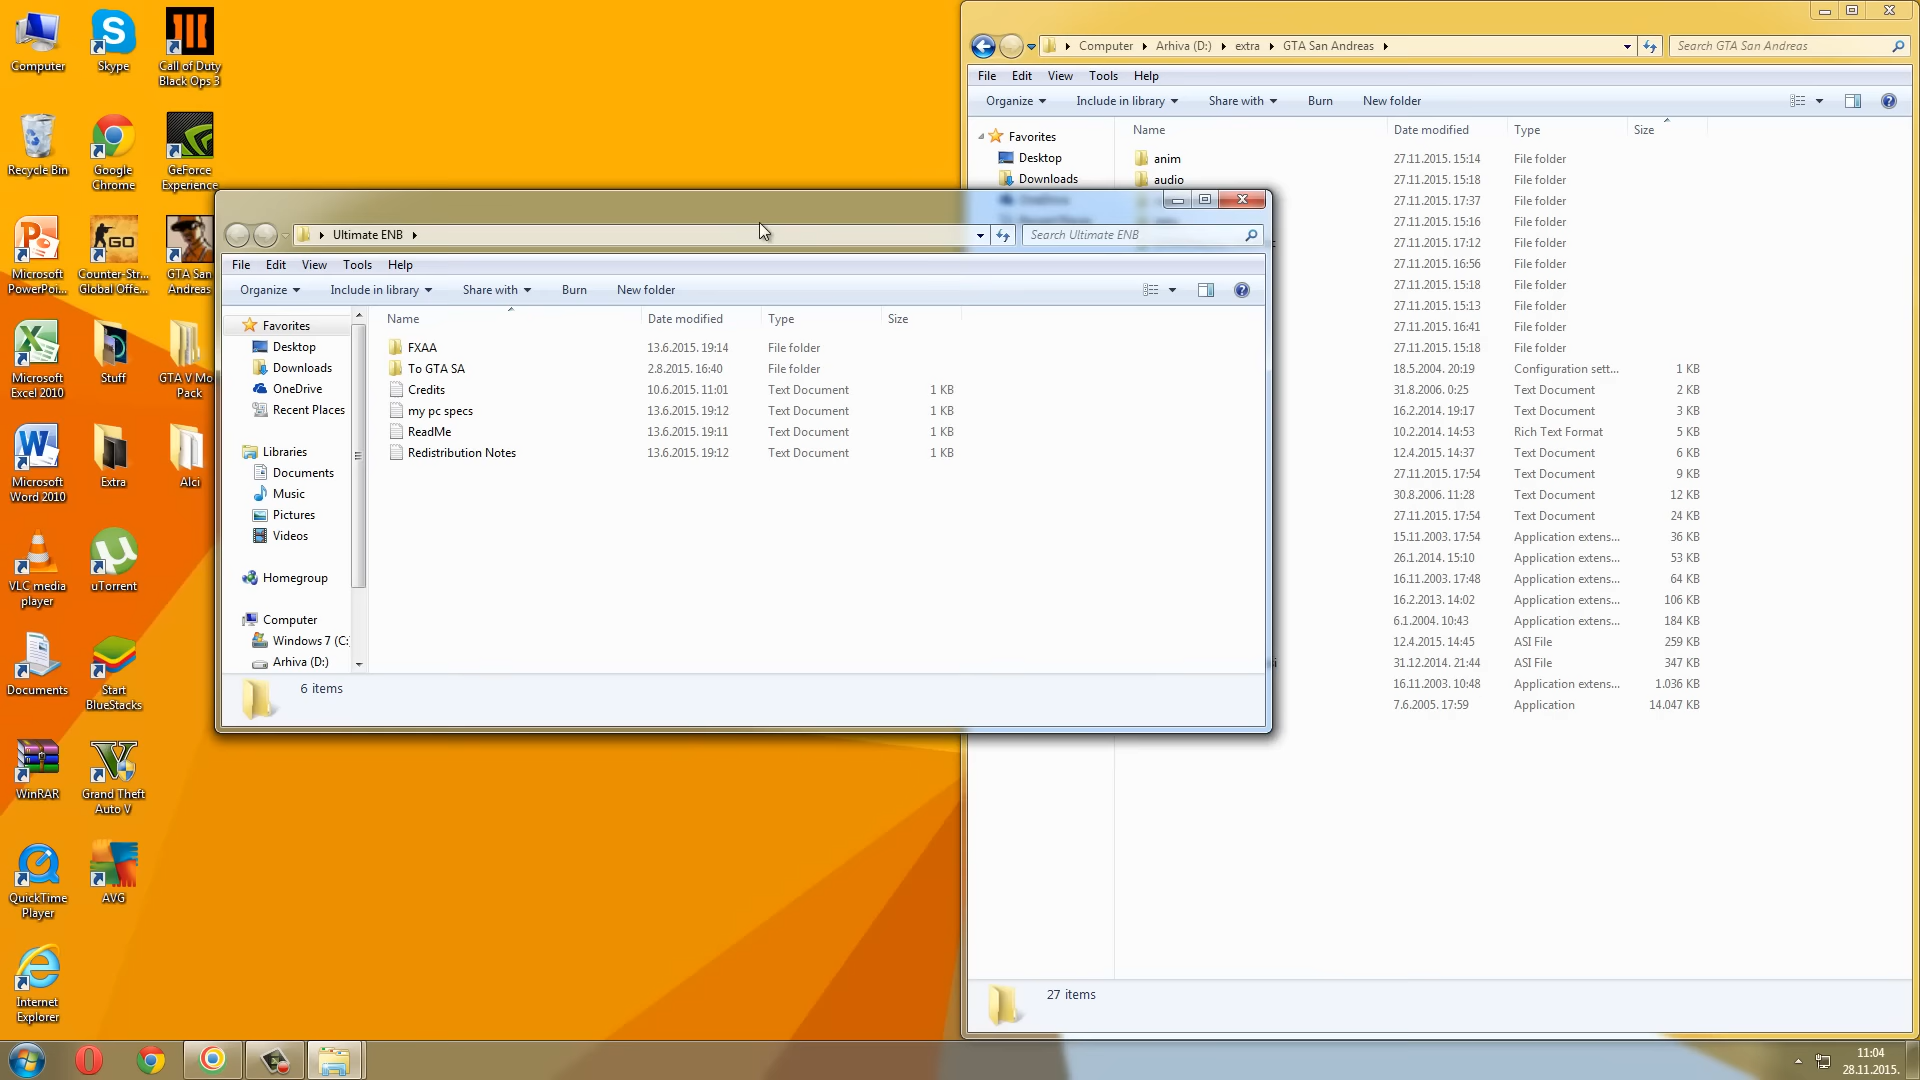 Computer
Skype
Call of Duty
Black Ops 3
Recycle Bin
Google
Chrome
GeForce
Experience
Microsoft
PowerPoi...
Counter-Str...
Global Offe...
GTA San
Andreas
Microsoft
Excel 2010
Stuff
GTA V Mo
Pack
Microsoft
Word 2010
Extra
Alci
VLC media
player
uTorrent
Documents
Start
BlueStacks
WinRAR
Grand Theft
Auto V
QuickTime
Player
AVG
Internet
Explorer
Computer Arhiva (D:) extra GTA San Andreas
Search GTA San Andreas
File Edit View Tools Help
Organize Include in library Share with Burn New folder
Favorites
Desktop
Downloads
Name Date modified Type Size
anim 27.11.2015. 15:14 File folder
audio 27.11.2015. 15:18 File folder
27.11.2015. 17:37 File folder
27.11.2015. 15:16 File folder
27.11.2015. 17:12 File folder
27.11.2015. 16:56 File folder
27.11.2015. 15:18 File folder
27.11.2015. 15:13 File folder
27.11.2015. 16:41 File folder
27.11.2015. 15:18 File folder
18.5.2004. 20:19 Configuration sett... 1 KB
31.8.2006. 0:25 Text Document 2 KB
16.2.2014. 19:17 Text Document 3 KB
10.2.2014. 14:53 Rich Text Format 5 KB
12.4.2015. 14:37 Text Document 6 KB
27.11.2015. 17:54 Text Document 9 KB
30.8.2006. 11:28 Text Document 12 KB
27.11.2015. 17:54 Text Document 24 KB
15.11.2003. 17:54 Application extens... 36 KB
26.1.2014. 15:10 Application extens... 53 KB
16.11.2003. 17:48 Application extens... 64 KB
16.2.2013. 14:02 Application extens... 106 KB
6.1.2004. 10:43 Application extens... 184 KB
12.4.2015. 14:45 ASI File 259 KB
31.12.2014. 21:44 ASI File 347 KB
16.11.2003. 10:48 Application extens... 1.036 KB
7.6.2005. 17:59 Application 14.047 KB
27 items
Ultimate ENB
Search Ultimate ENB
File Edit View Tools Help
Organize Include in library Share with Burn New folder
Favorites
Desktop
Downloads
OneDrive
Recent Places
Libraries
Documents
Music
Pictures
Videos
Homegroup
Computer
Windows 7 (C:
Arhiva (D:)
Name Date modified Type Size
FXAA 13.6.2015. 19:14 File folder
To GTA SA 2.8.2015. 16:40 File folder
Credits 10.6.2015. 11:01 Text Document 1 KB
my pc specs 13.6.2015. 19:12 Text Document 1 KB
ReadMe 13.6.2015. 19:11 Text Document 1 KB
Redistribution Notes 13.6.2015. 19:12 Text Document 1 KB
6 items
11:04
28.11.2015.